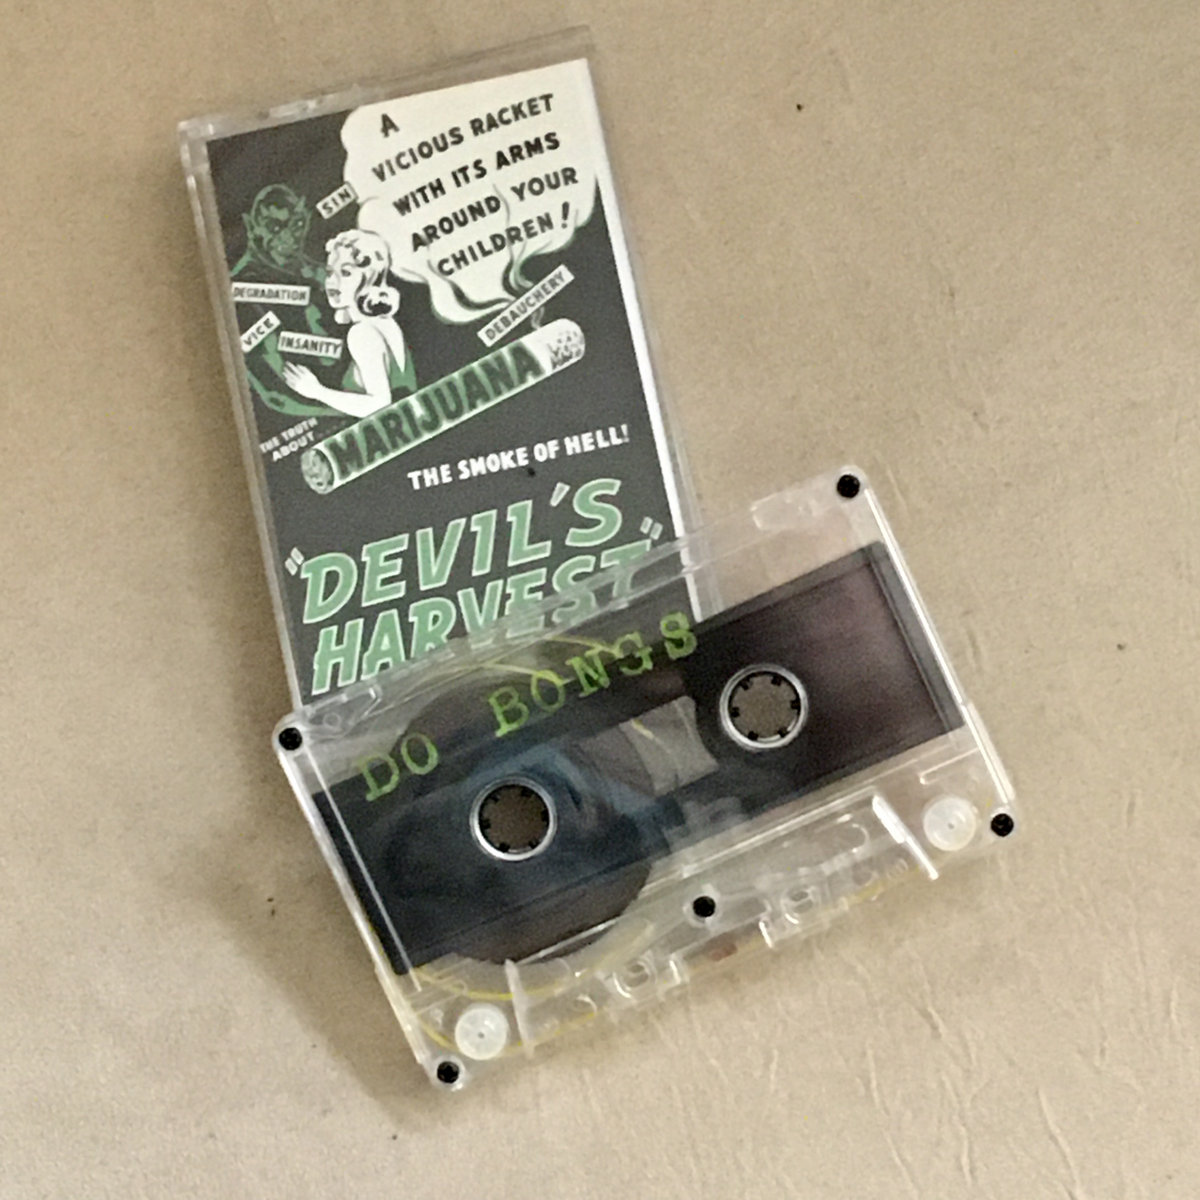 A
VICIOUS RACKET
WITH ITS ARMS
AROUND YOUR
CHILDREN!
SIN
DEGRADATION
VICE
INSANITY
DEBAUCHERY
THE TRUTH
ABOUT
MARIJUANA
THE SMOKE OF HELL!
"DEVIL'S
HARVEST"
DO BONGS